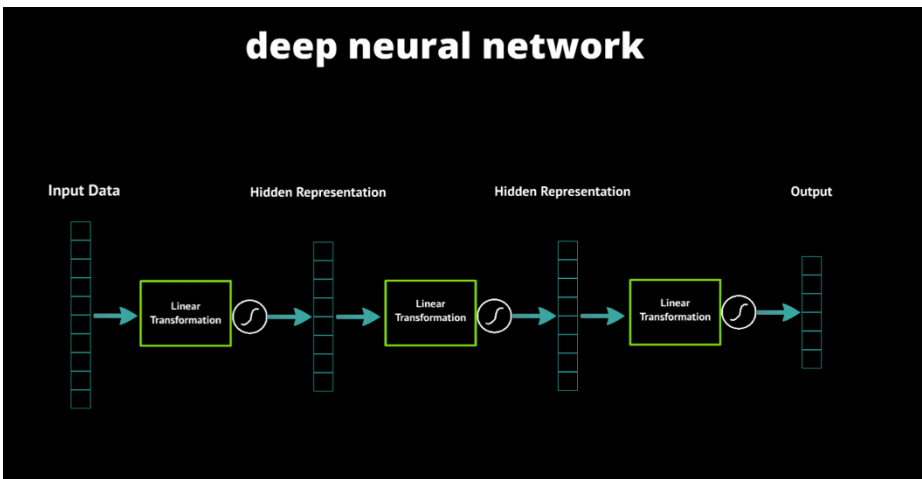 deep neural network
Input Data
Hidden Representation
Hidden Representation
Output
Linear
Transformation
Linear
Transformation
Linear
Transformation